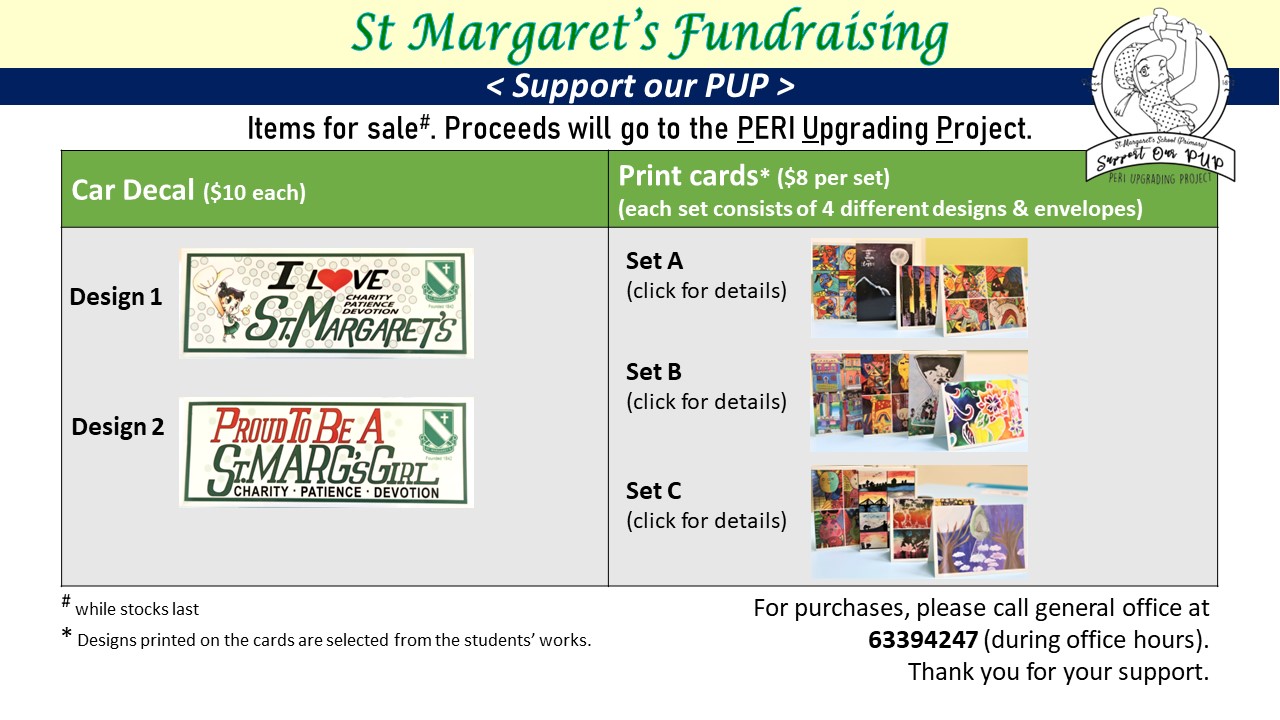 St Margaret's Fundraising
< Support our PUP >
Items for sale#. Proceeds will go to the PERI Upgrading Project.
St. Margaret's School (Primary)
Support Our PUP
PERI UPGRADING PROJECT
Car Decal ($10 each)
Print cards* ($8 per set)
(each set consists of 4 different designs & envelopes)
Design 1
I L♥VE
CHARITY
PATIENCE
DEVOTION
ST. MARGARET'S
Founded 1842
Design 2
PROUD TO BE A
ST. MARG'S GIRL
CHARITY · PATIENCE · DEVOTION
Founded 1842
Set A
(click for details)
Set B
(click for details)
Set C
(click for details)
# while stocks last
* Designs printed on the cards are selected from the students' works.
For purchases, please call general office at
63394247 (during office hours).
Thank you for your support.